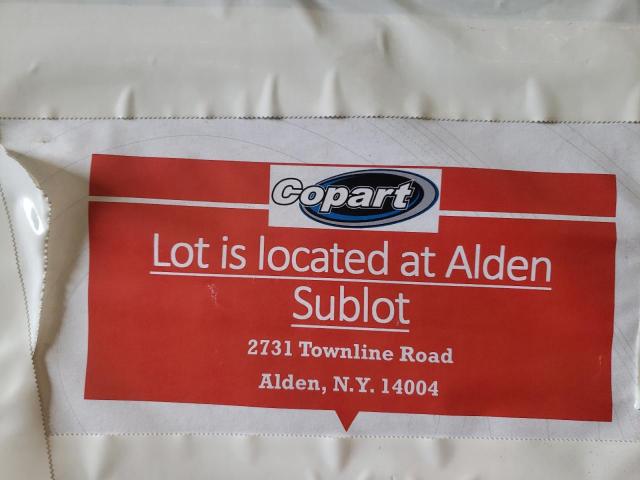 Copart
Lot is located at Alden
Sublot
2731 Townline Road
Alden, N.Y. 14004